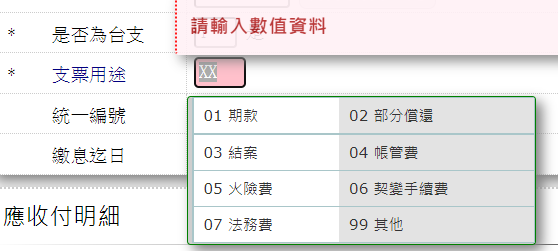 請輸入數值資料
* 是否為台支
* 支票用途 XX
統一編號
繳息迄日
01 期款 02 部分償還
03 結案 04 帳管費
05 火險費 06 契變手續費
07 法務費 99 其他
應收付明細